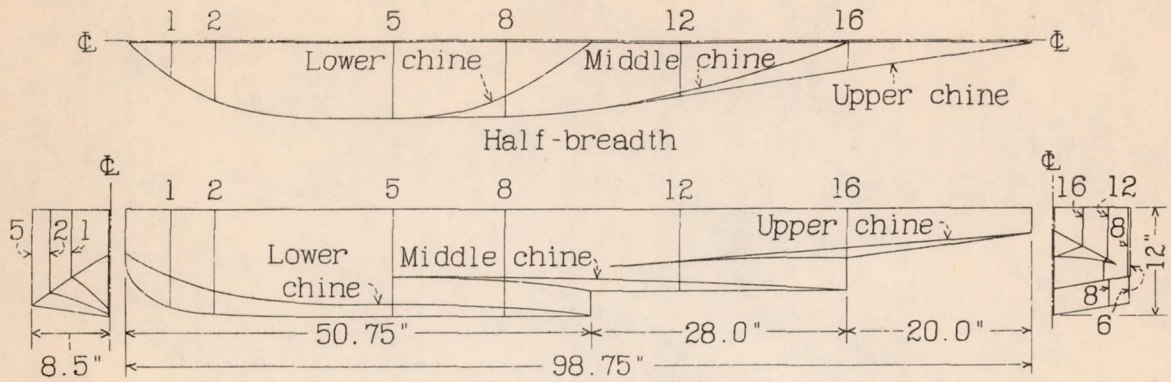 1 2 5 8 12 16
℄ ℄
Lower chine Middle chine
Upper chine
Half-breadth
℄ ℄
1 2 5 8 12 16 16 12
5 2 1 Upper chine 8 12"
Lower Middle chine
chine 8
50.75" 28.0" 20.0" 6
8.5" 98.75"